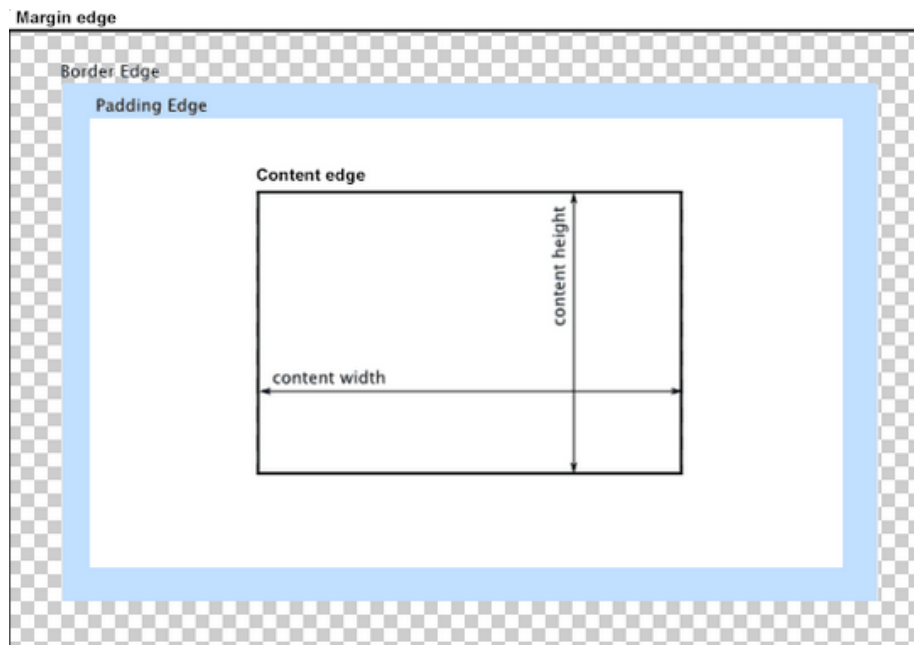 Margin edge
Border Edge
Padding Edge
Content edge
content height
content width